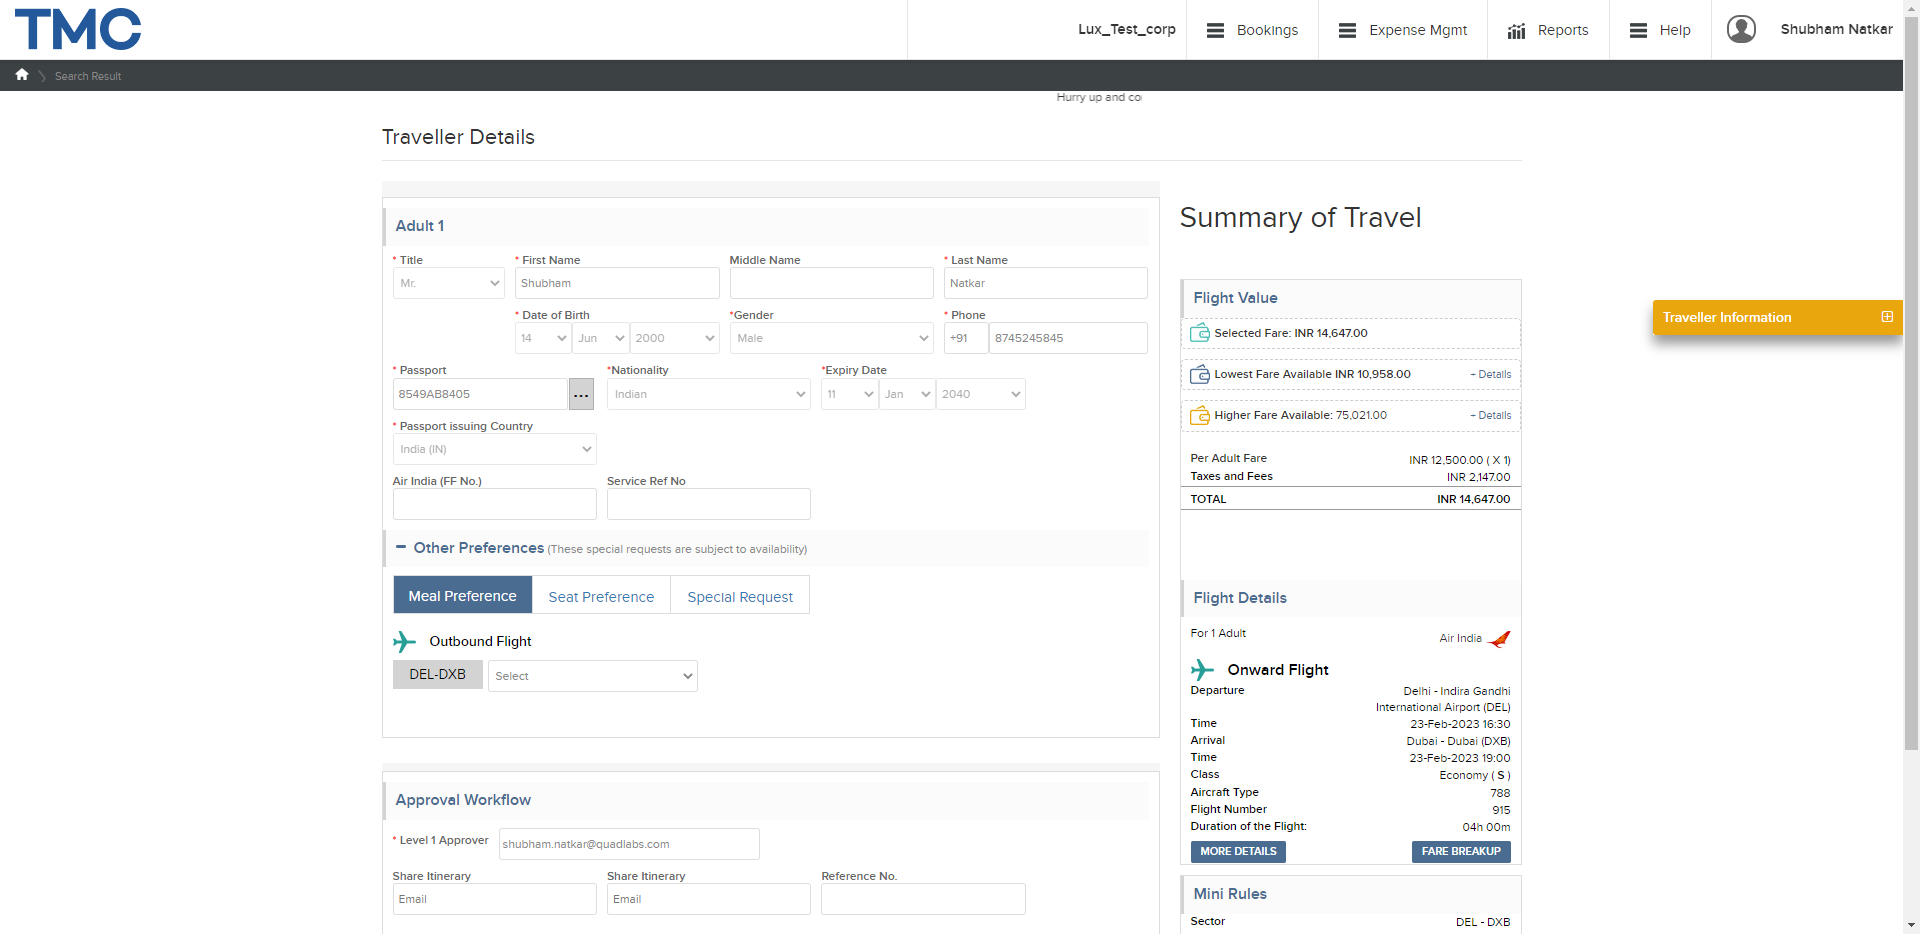 TMC
Lux_Test_corp
Bookings
Expense Mgmt
Reports
Help
Shubham Natkar
Search Result
Hurry up and co
Traveller Details
Adult 1
* Title
* First Name
Middle Name
* Last Name
Mr.
Shubham
Natkar
* Date of Birth
*Gender
* Phone
14
Jun
2000
Male
+91
8745245845
* Passport
*Nationality
*Expiry Date
8549AB8405
...
Indian
11
Jan
2040
* Passport issuing Country
India (IN)
Air India (FF No.)
Service Ref No
Other Preferences (These special requests are subject to availability)
Meal Preference
Seat Preference
Special Request
Outbound Flight
DEL-DXB
Select
Approval Workflow
* Level 1 Approver
shubham.natkar@quadlabs.com
Share Itinerary
Share Itinerary
Reference No.
Email
Email
Summary of Travel
Flight Value
Selected Fare: INR 14,647.00
Lowest Fare Available INR 10,958.00
+ Details
Higher Fare Available: 75,021.00
+ Details
Per Adult Fare
INR 12,500.00 ( X 1)
Taxes and Fees
INR 2,147.00
TOTAL
INR 14,647.00
Flight Details
For 1 Adult
Air India
Onward Flight
Departure
Delhi - Indira Gandhi
International Airport (DEL)
Time
23-Feb-2023 16:30
Arrival
Dubai - Dubai (DXB)
Time
23-Feb-2023 19:00
Class
Economy ( S )
Aircraft Type
788
Flight Number
915
Duration of the Flight:
04h 00m
MORE DETAILS
FARE BREAKUP
Mini Rules
Sector
DEL - DXB
Traveller Information